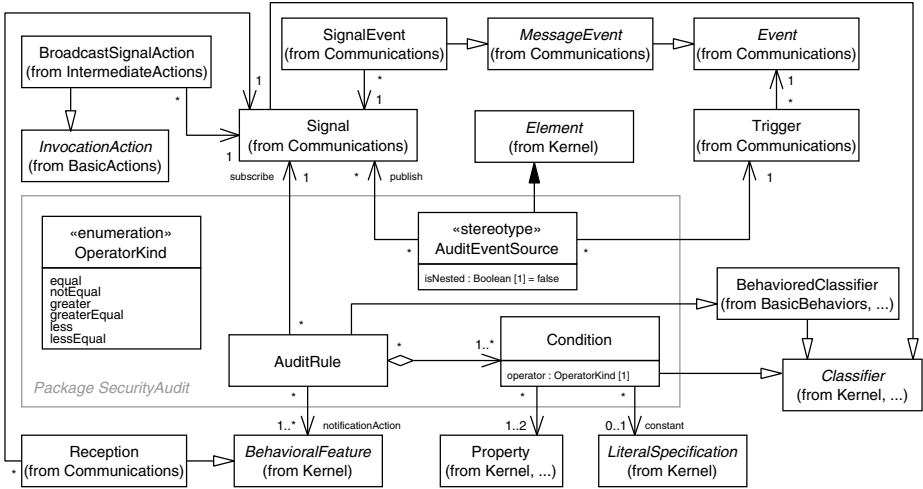 BroadcastSignalAction
(from IntermediateActions)
SignalEvent
(from Communications)
MessageEvent
(from Communications)
Event
(from Communications)
*
1
*
1
1
*
InvocationAction
(from BasicActions)
1
Signal
(from Communications)
Element
(from Kernel)
Trigger
(from Communications)
subscribe
1
*
publish
1
«enumeration»
OperatorKind
equal
notEqual
greater
greaterEqual
less
lessEqual
«stereotype»
AuditEventSource
isNested : Boolean [1] = false
*
*
BehavioredClassifier
(from BasicBehaviors, ...)
*
AuditRule
*
1..*
Condition
operator : OperatorKind [1]
Classifier
(from Kernel, ...)
Package SecurityAudit
*
*
*
1..*
notificationAction
1..2
0..1
constant
*
Reception
(from Communications)
BehavioralFeature
(from Kernel)
Property
(from Kernel, ...)
LiteralSpecification
(from Kernel)